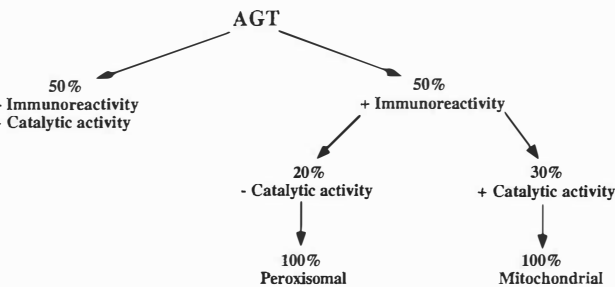 AGT
50%
- Immunoreactivity
- Catalytic activity
50%
+ Immunoreactivity
20%
- Catalytic activity
30%
+ Catalytic activity
100%
Peroxisomal
100%
Mitochondrial